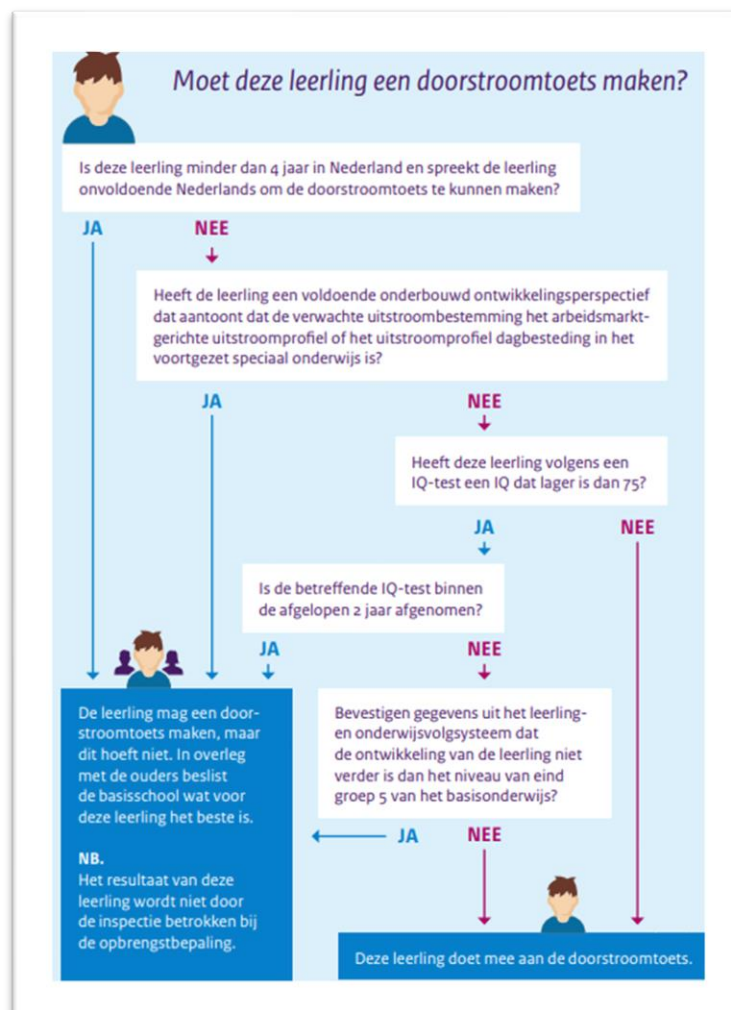 Moet deze leerling een doorstroomtoets maken?
Is deze leerling minder dan 4 jaar in Nederland en spreekt de leerling
onvoldoende Nederlands om de doorstroomtoets te kunnen maken?
JA
NEE
Heeft de leerling een voldoende onderbouwd ontwikkelingsperspectief
dat aantoont dat de verwachte uitstroombestemming het arbeidsmarkt-
gerichte uitstroomprofiel of het uitstroomprofiel dagbesteding in het
voortgezet speciaal onderwijs is?
JA
NEE
Heeft deze leerling volgens een
IQ-test een IQ dat lager is dan 75?
JA
NEE
Is de betreffende IQ-test binnen
de afgelopen 2 jaar afgenomen?
JA
NEE
De leerling mag een door-
stroomtoets maken, maar
dit hoeft niet. In overleg
met de ouders beslist
de basisschool wat voor
deze leerling het beste is.
NB.
Het resultaat van deze
leerling wordt niet door
de inspectie betrokken bij
de opbrengstbepaling.
Bevestigen gegevens uit het leerling-
en onderwijsvolgsysteem dat
de ontwikkeling van de leerling niet
verder is dan het niveau van eind
groep 5 van het basisonderwijs?
JA
NEE
Deze leerling doet mee aan de doorstroomtoets.